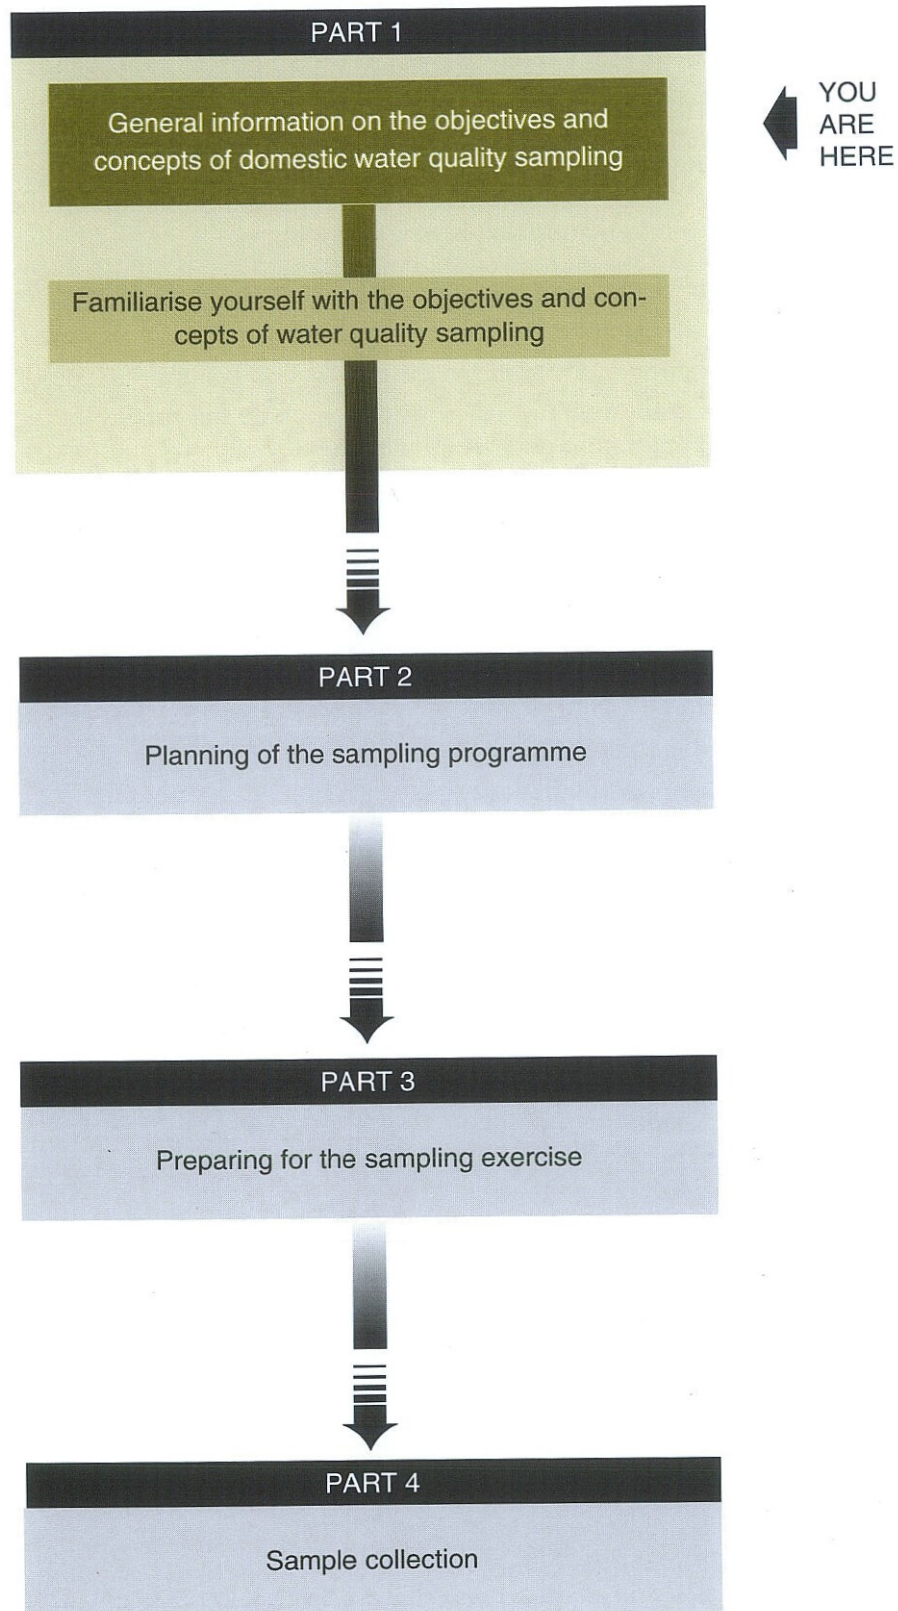 PART 1
General information on the objectives and
concepts of domestic water quality sampling
YOU
ARE
HERE
Familiarise yourself with the objectives and con-
cepts of water quality sampling
PART 2
Planning of the sampling programme
PART 3
Preparing for the sampling exercise
PART 4
Sample collection